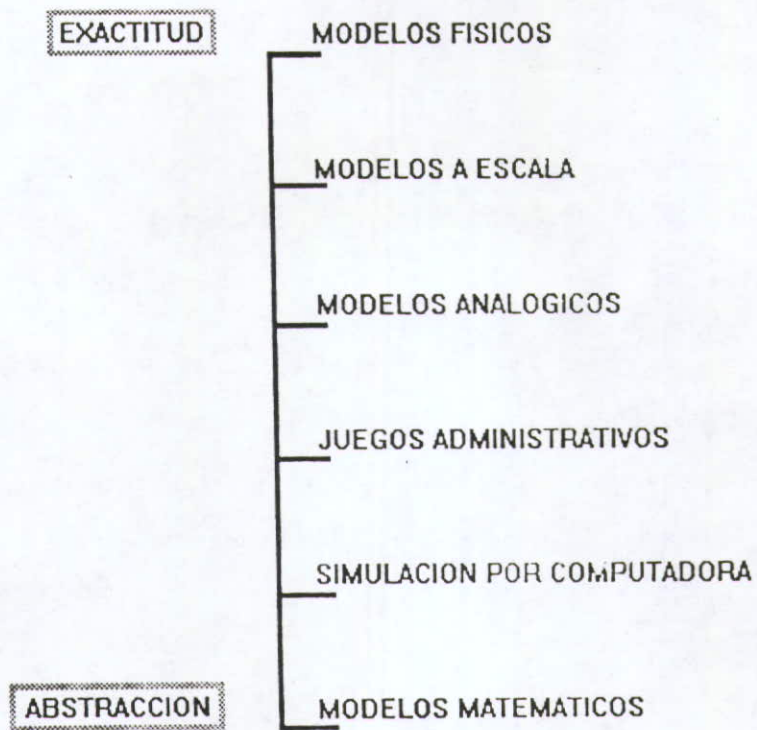 EXACTITUD
MODELOS FISICOS
MODELOS A ESCALA
MODELOS ANALOGICOS
JUEGOS ADMINISTRATIVOS
SIMULACION POR COMPUTADORA
ABSTRACCION
MODELOS MATEMATICOS